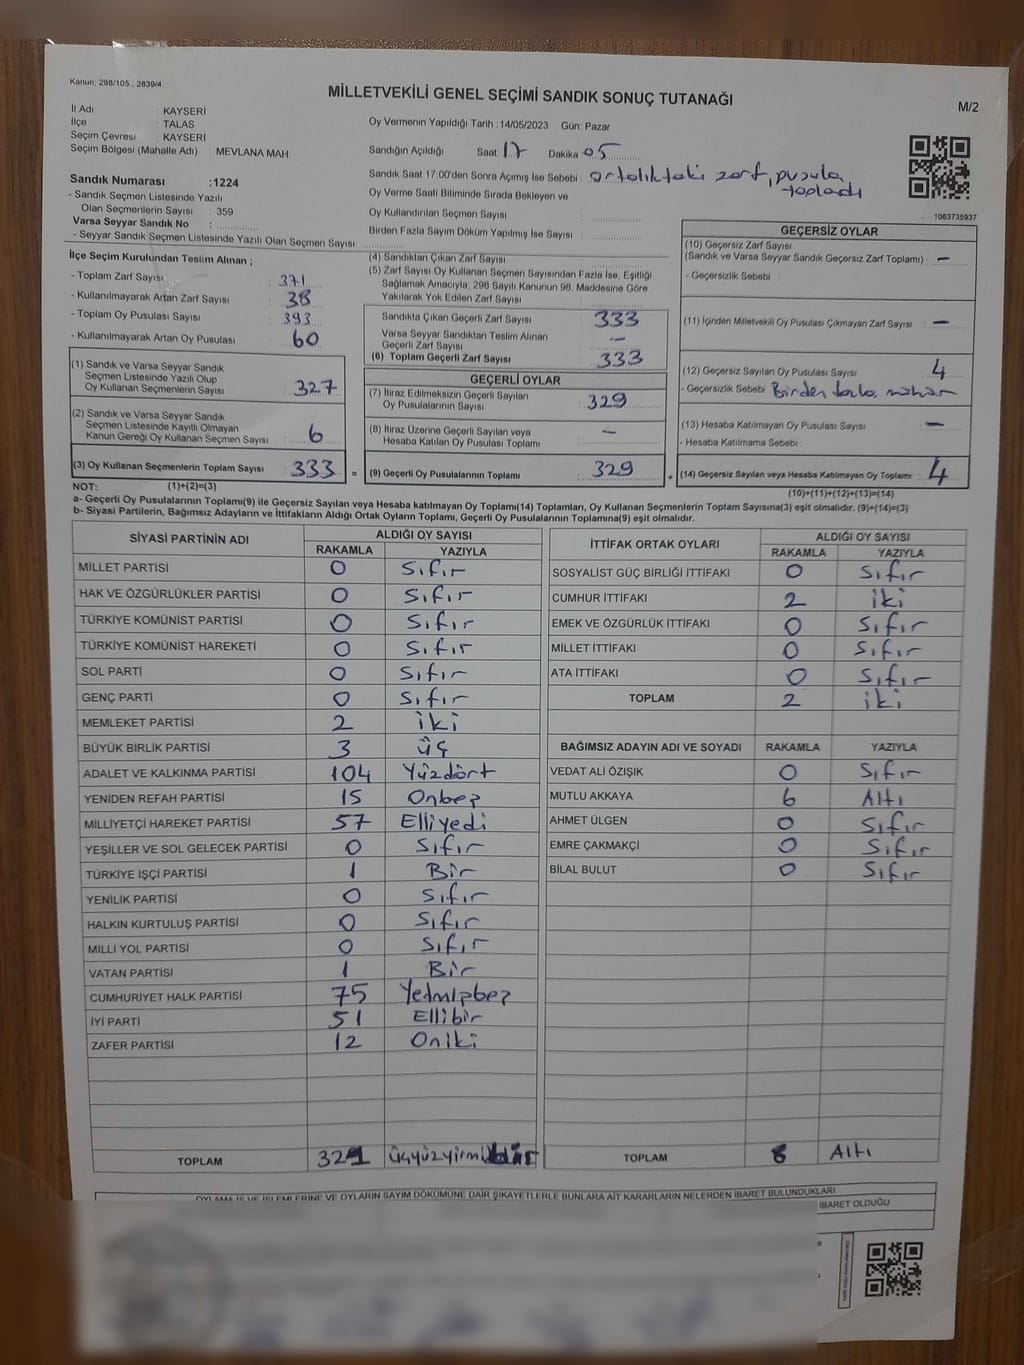 Kanun; 298/105 , 2839/4
MİLLETVEKİLİ GENEL SEÇİMİ SANDIK SONUÇ TUTANAĞI
M/2
İl Adı : KAYSERİ
İlçe : TALAS
Seçim Çevresi : KAYSERİ
Seçim Bölgesi (Mahalle Adı) : MEVLANA MAH.
Oy Vermenin Yapıldığı Tarih :14/05/2023 Gün: Pazar
Sandığın Açıldığı Saat: 17 Dakika 05
Sandık Saat 17:00'den Sonra Açımış İse Sebebi : ortalıktaki zarf, pusula
topladı
Oy Verme Saati Bitiminde Sırada Bekleyen ve
Oy Kullandırılan Seçmen Sayısı :
Birden Fazla Sayım Döküm Yapılmış İse Sayısı :
1063735937
Sandık Numarası :1224
- Sandık Seçmen Listesinde Yazılı
Olan Seçmenlerin Sayısı : 359
Varsa Seyyar Sandık No :
- Seyyar Sandık Seçmen Listesinde Yazılı Olan Seçmen Sayısı:
İlçe Seçim Kurulundan Teslim Alınan ;
- Toplam Zarf Sayısı : 371
- Kullanılmayarak Artan Zarf Sayısı : 38
- Toplam Oy Pusulası Sayısı : 393
- Kullanılmayarak Artan Oy Pusulası : 60
(1) Sandık ve Varsa Seyyar Sandık
Seçmen Listesinde Yazılı Olup
Oy Kullanan Seçmenlerin Sayısı : 327
(2) Sandık ve Varsa Seyyar Sandık
Seçmen Listesinde Kayıtlı Olmayan
Kanun Gereği Oy Kullanan Seçmen Sayısı : 6
(3) Oy Kullanan Seçmenlerin Toplam Sayısı : 333 =
(4) Sandıktan Çıkan Zarf Sayısı :
(5) Zarf Sayısı Oy Kullanan Seçmen Sayısından Fazla İse, Eşitliği
Sağlamak Amacıyla; 298 Sayılı Kanunun 98. Maddesine Göre
Yakılarak Yok Edilen Zarf Sayısı :
Sandıkta Çıkan Geçerli Zarf Sayısı : 333
Varsa Seyyar Sandıktan Teslim Alınan
Geçerli Zarf Sayısı : –
(6) Toplam Geçerli Zarf Sayısı : 333
GEÇERLİ OYLAR
(7) İtiraz Edilmeksizin Geçerli Sayılan
Oy Pusulalarının Sayısı : 329
(8) İtiraz Üzerine Geçerli Sayılan veya
Hesaba Katılan Oy Pusulası Toplamı : –
(9) Geçerli Oy Pusulalarının Toplamı : 329 +
GEÇERSİZ OYLAR
(10) Geçersiz Zarf Sayısı
(Sandık ve Varsa Seyyar Sandık Geçersiz Zarf Toplamı) : –
- Geçersizlik Sebebi :
(11) İçinden Milletvekili Oy Pusulası Çıkmayan Zarf Sayısı : –
(12) Geçersiz Sayılan Oy Pusulası Sayısı : 4
- Geçersizlik Sebebi : Birden fazla mühür
(13) Hesaba Katılmayan Oy Pusulası Sayısı : –
- Hesaba Katılmama Sebebi :
(14) Geçersiz Sayılan veya Hesaba Katılmayan Oy Toplamı : 4
NOT: (1)+(2)=(3)
(10)+(11)+(12)+(13)=(14)
a- Geçerli Oy Pusulalarının Toplamı(9) ile Geçersiz Sayılan veya Hesaba katılmayan Oy Toplamı(14) Toplamları, Oy Kullanan Seçmenlerin Toplam Sayısına(3) eşit olmalıdır. (9)+(14)=(3)
b- Siyasi Partilerin, Bağımsız Adayların ve İttifakların Aldığı Ortak Oyların Toplamı, Geçerli Oy Pusulalarının Toplamına(9) eşit olmalıdır.
SİYASİ PARTİNİN ADI ALDIĞI OY SAYISI
RAKAMLA YAZIYLA
MİLLET PARTİSİ 0 Sıfır
HAK VE ÖZGÜRLÜKLER PARTİSİ 0 Sıfır
TÜRKİYE KOMÜNİST PARTİSİ 0 Sıfır
TÜRKİYE KOMÜNİST HAREKETİ 0 Sıfır
SOL PARTİ 0 Sıfır
GENÇ PARTİ 0 Sıfır
MEMLEKET PARTİSİ 2 İki
BÜYÜK BİRLİK PARTİSİ 3 üç
ADALET VE KALKINMA PARTİSİ 104 Yüzdört
YENİDEN REFAH PARTİSİ 15 Onbeş
MİLLİYETÇİ HAREKET PARTİSİ 57 Elliyedi
YEŞİLLER VE SOL GELECEK PARTİSİ 0 Sıfır
TÜRKİYE İŞÇİ PARTİSİ 1 Bir
YENİLİK PARTİSİ 0 Sıfır
HALKIN KURTULUŞ PARTİSİ 0 Sıfır
MİLLİ YOL PARTİSİ 0 Sıfır
VATAN PARTİSİ 1 Bir
CUMHURİYET HALK PARTİSİ 75 Yetmişbeş
İYİ PARTİ 51 Ellibir
ZAFER PARTİSİ 12 Oniki
TOPLAM 321 üçyüzyirmibir
İTTİFAK ORTAK OYLARI ALDIĞI OY SAYISI
RAKAMLA YAZIYLA
SOSYALİST GÜÇ BİRLİĞİ İTTİFAKI 0 Sıfır
CUMHUR İTTİFAKI 2 İki
EMEK VE ÖZGÜRLÜK İTTİFAKI 0 Sıfır
MİLLET İTTİFAKI 0 Sıfır
ATA İTTİFAKI 0 Sıfır
TOPLAM 2 İki
BAĞIMSIZ ADAYIN ADI VE SOYADI RAKAMLA YAZIYLA
VEDAT ALİ ÖZIŞIK 0 Sıfır
MUTLU AKKAYA 6 Altı
AHMET ÜLGEN 0 Sıfır
EMRE ÇAKMAKÇİ 0 Sıfır
BİLAL BULUT 0 Sıfır
TOPLAM 6 Altı
OYLAMA İŞ VE İŞLEMLERİNE VE OYLARIN SAYIM DÖKÜMÜNE DAİR ŞİKAYETLERLE BUNLARA AİT KARARLARIN NELERDEN İBARET BULUNDUKLARI
İBARET OLDUĞU